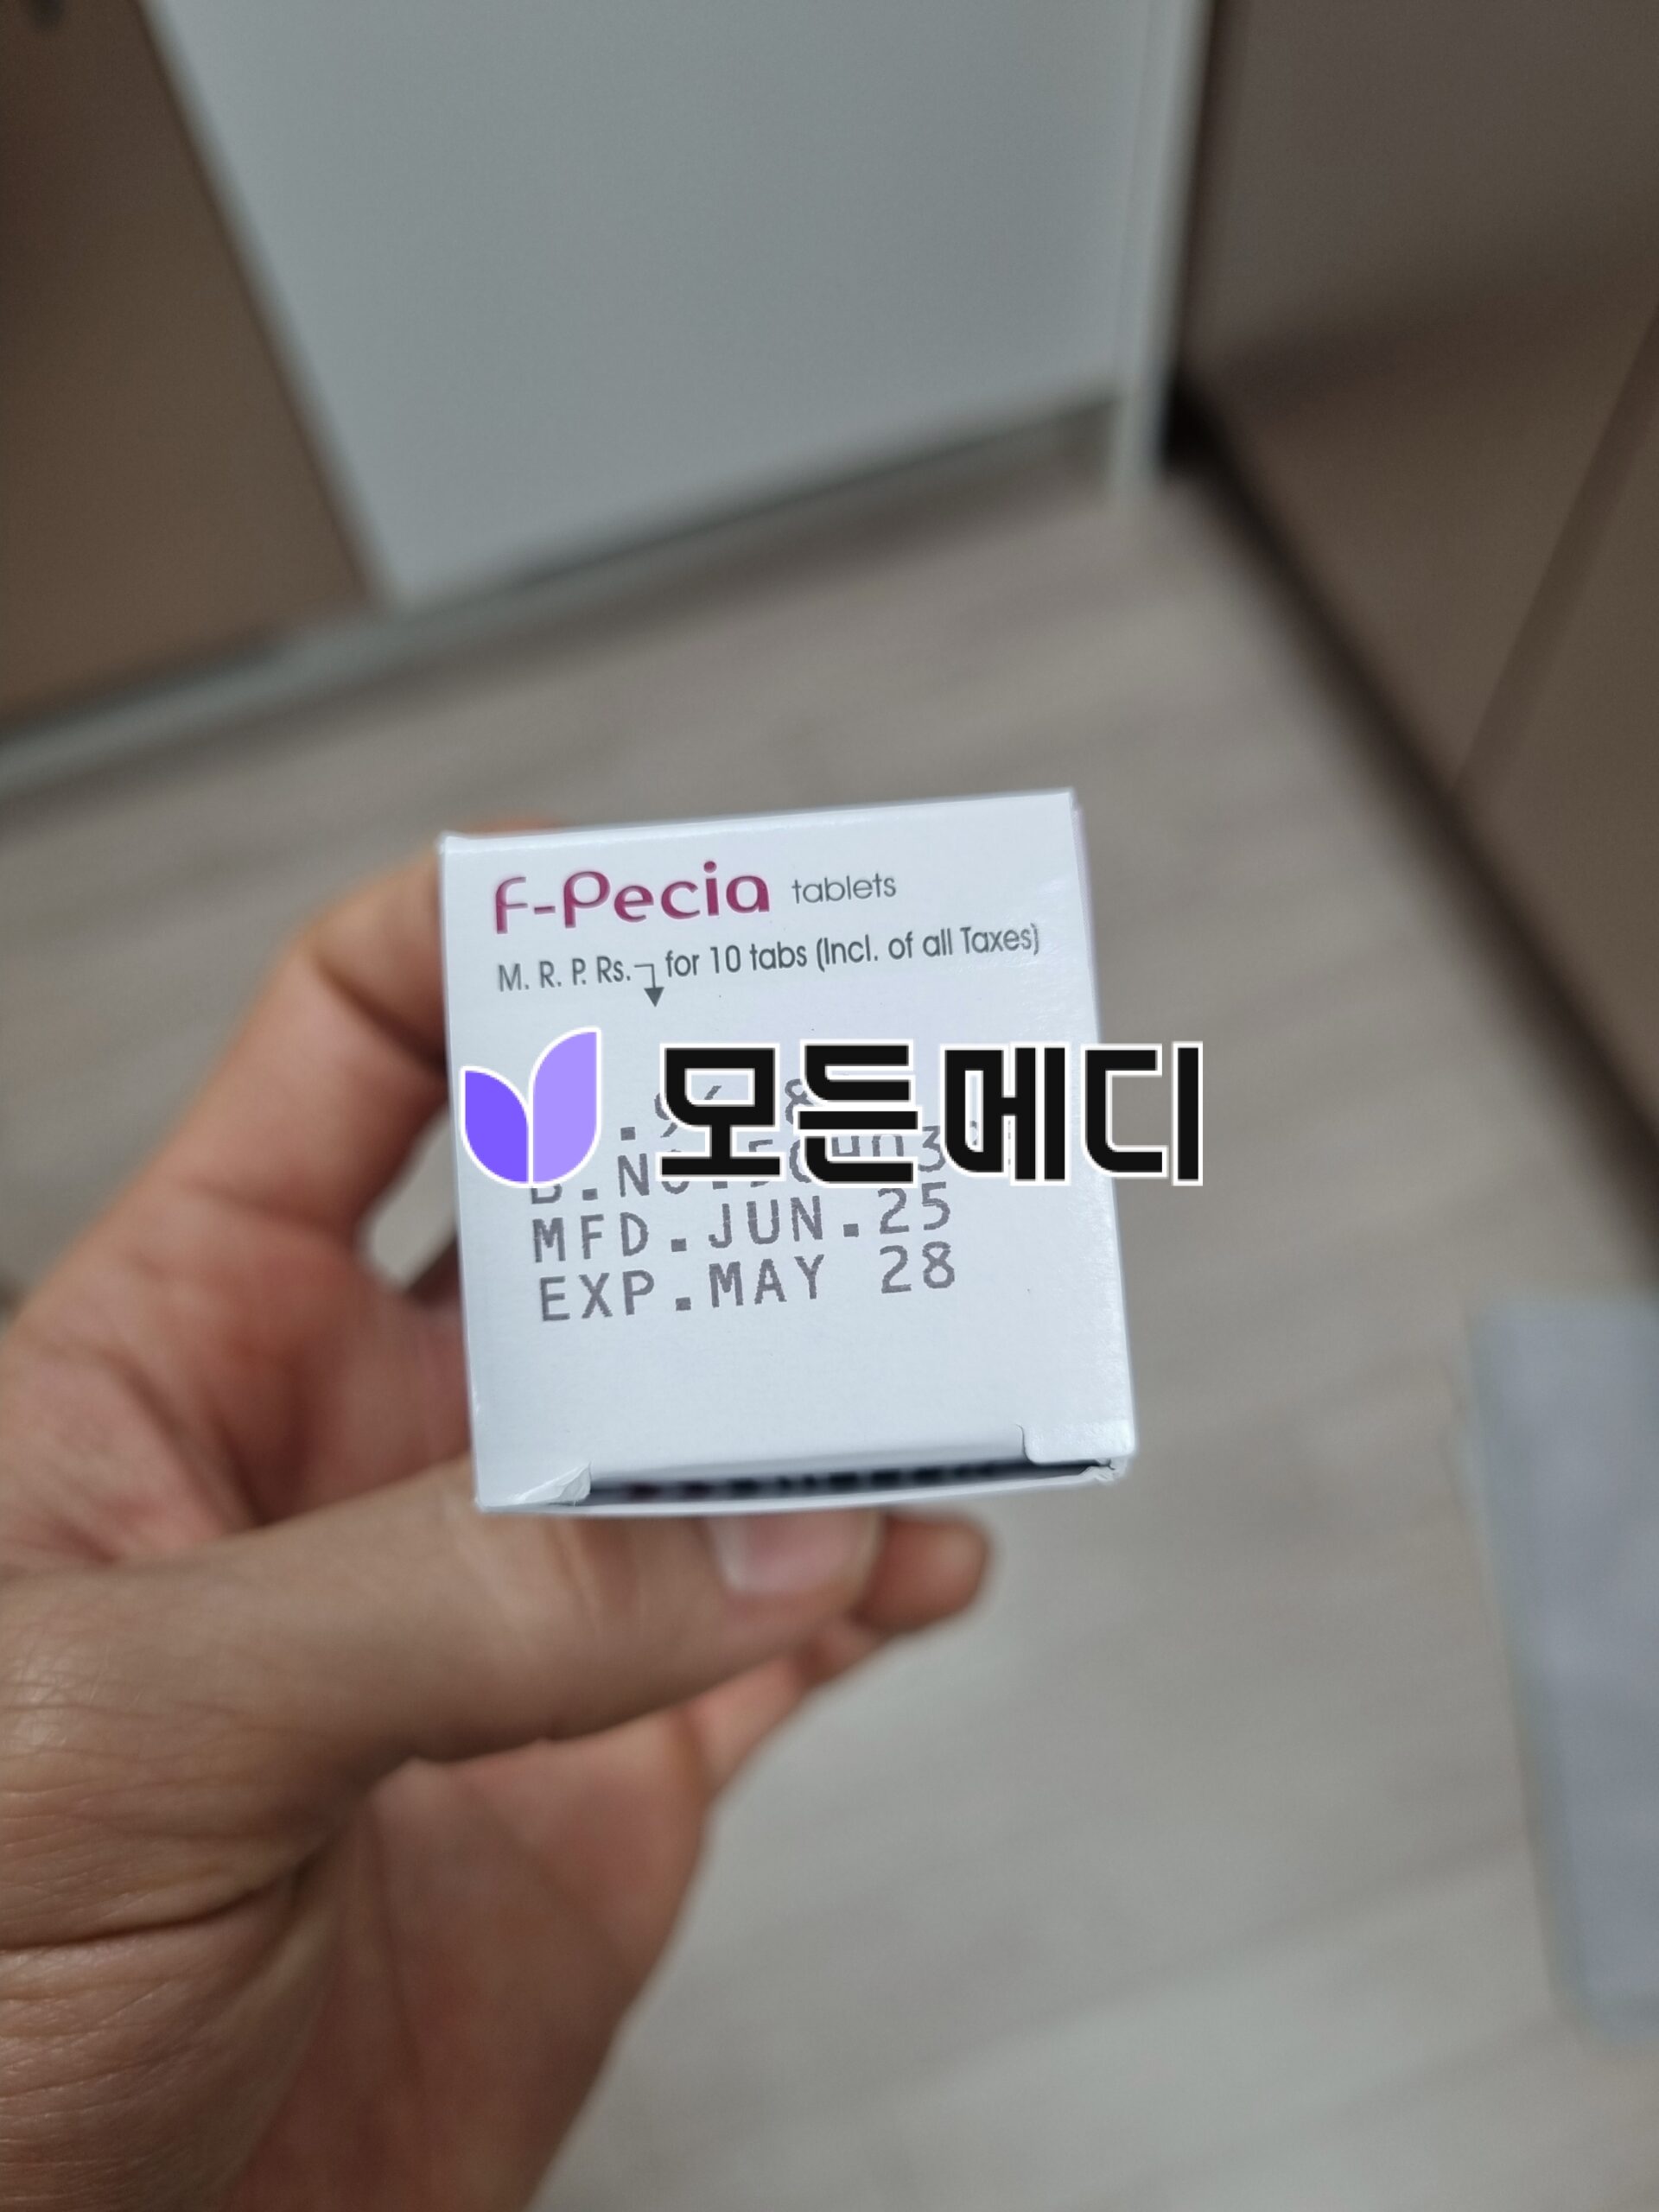 F-Pecia tablets
M. R. P. Rs. for 10 tabs (Incl. of all Taxes)
모든메디
MFD.JUN.25
EXP.MAY 28